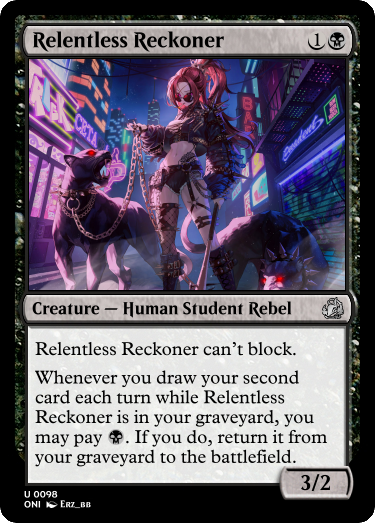 Relentless Reckoner 1
CAFA
BAR
Creature — Human Student Rebel
Relentless Reckoner can't block.
Whenever you draw your second
card each turn while Relentless
Reckoner is in your graveyard, you
may pay . If you do, return it from
your graveyard to the battlefield.
3/2
U 0098
ONI Erz_bb